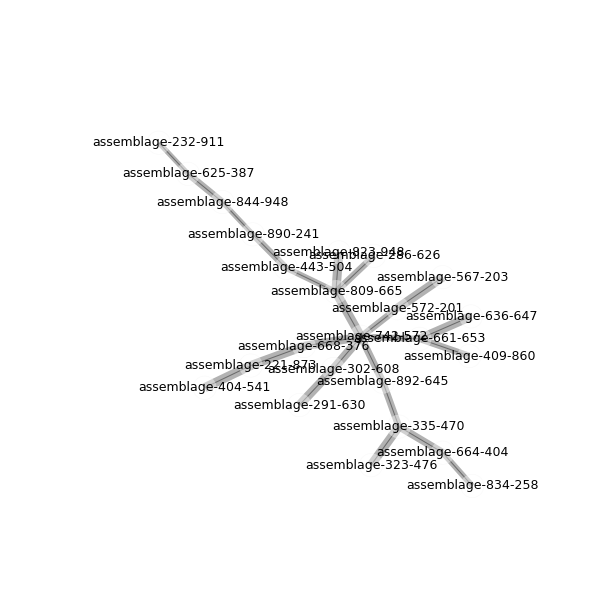 assemblage-232-911
assemblage-625-387
assemblage-844-948
assemblage-890-241
assemblage-823-948
assemblage-286-626
assemblage-443-504
assemblage-567-203
assemblage-809-665
assemblage-572-201
assemblage-636-647
assemblage-742-572
assemblage-661-653
assemblage-668-376
assemblage-409-860
assemblage-221-873
assemblage-302-608
assemblage-892-645
assemblage-404-541
assemblage-291-630
assemblage-335-470
assemblage-664-404
assemblage-323-476
assemblage-834-258